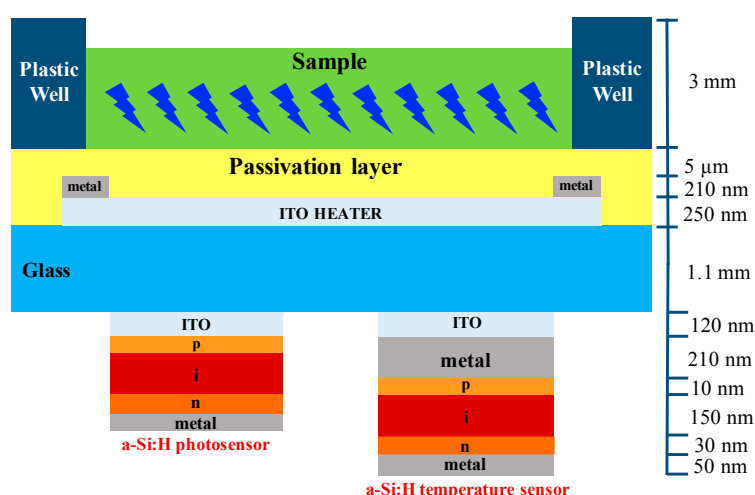 Plastic
Well
Sample
Plastic
Well
3 mm
Passivation layer
5 µm
metal
metal
210 nm
ITO HEATER
250 nm
Glass
1.1 mm
ITO
ITO
120 nm
p
metal
210 nm
i
p
10 nm
n
i
150 nm
metal
a-Si:H photosensor
n
30 nm
metal
50 nm
a-Si:H temperature sensor